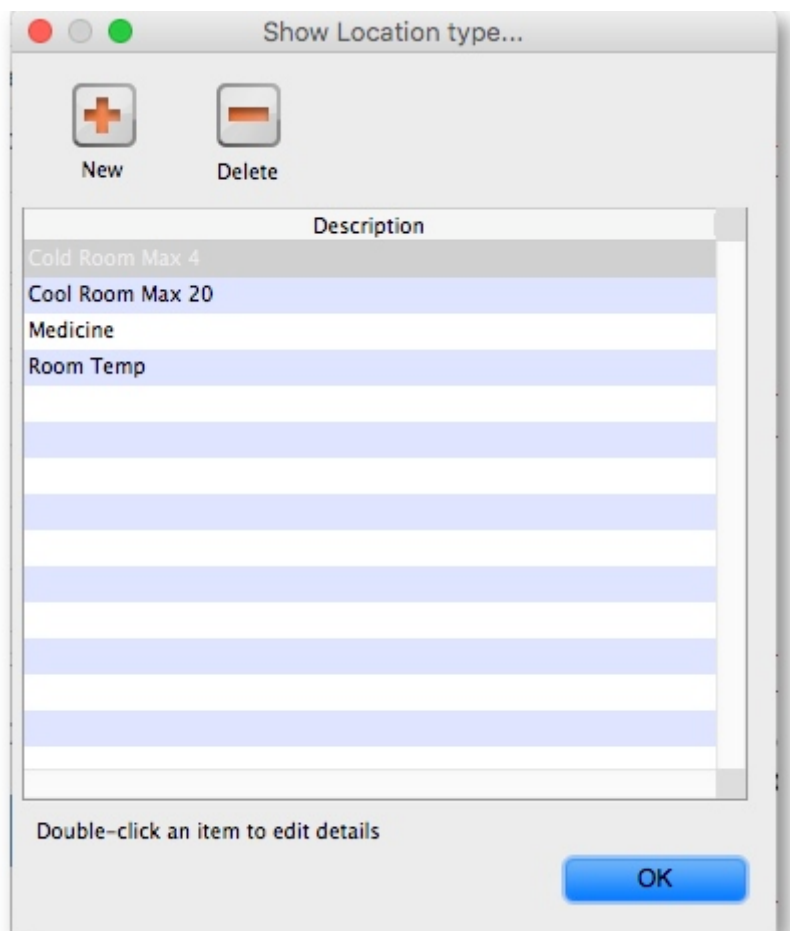 Show Location type...
New Delete
Description
Cold Room Max 4
Cool Room Max 20
Medicine
Room Temp
Double-click an item to edit details
OK